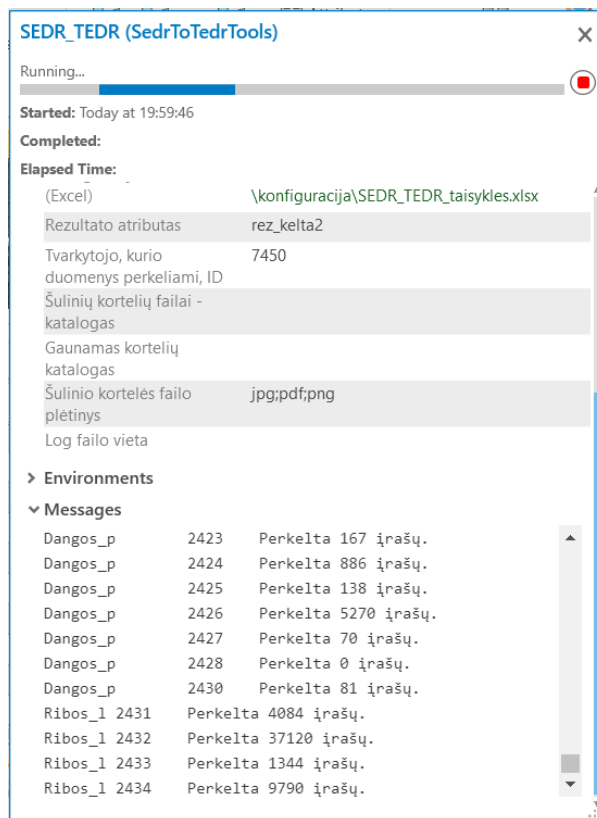 SEDR_TEDR (SedrToTedrTools)
Running...
Started: Today at 19:59:46
Completed:
Elapsed Time:
(Excel) \konfiguracija\SEDR_TEDR_taisykles.xlsx
Rezultato atributas rez_kelta2
Tvarkytojo, kurio 7450
duomenys perkeliami, ID
Šulinių kortelių failai -
katalogas
Gaunamas kortelių
katalogas
Šulinio kortelės failo jpg;pdf;png
plėtinys
Log failo vieta
Environments
Messages
Dangos_p 2423 Perkelta 167 įrašų.
Dangos_p 2424 Perkelta 886 įrašų.
Dangos_p 2425 Perkelta 138 įrašų.
Dangos_p 2426 Perkelta 5270 įrašų.
Dangos_p 2427 Perkelta 70 įrašų.
Dangos_p 2428 Perkelta 0 įrašų.
Dangos_p 2430 Perkelta 81 įrašų.
Ribos_l 2431 Perkelta 4084 įrašų.
Ribos_l 2432 Perkelta 37120 įrašų.
Ribos_l 2433 Perkelta 1344 įrašų.
Ribos_l 2434 Perkelta 9790 įrašų.